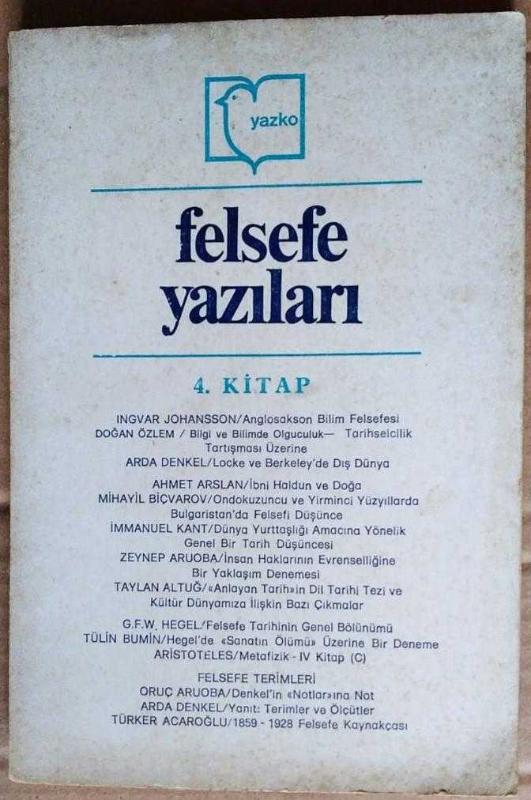 yazko
felsefe
yazıları
4. KİTAP
INGVAR JOHANSSON/Anglosakson Bilim Felsefesi
DOĞAN ÖZLEM / Bilgi ve Bilimde Olguculuk— Tarihselcilik
Tartışması Üzerine
ARDA DENKEL/Locke ve Berkeley'de Dış Dünya
AHMET ARSLAN/İbni Haldun ve Doğa
MİHAYİL BİÇVAROV/Ondokuzuncu ve Yirminci Yüzyıllarda
Bulgaristan'da Felsefi Düşünce
İMMANUEL KANT/Dünya Yurttaşlığı Amacına Yönelik
Genel Bir Tarih Düşüncesi
ZEYNEP ARUOBA/İnsan Haklarının Evrenselliğine
Bir Yaklaşım Denemesi
TAYLAN ALTUĞ/«Anlayan Tarih»in Dil Tarihi Tezi ve
Kültür Dünyamıza İlişkin Bazı Çıkmalar
G.F.W. HEGEL/Felsefe Tarihinin Genel Bölünümü
TÜLİN BUMİN/Hegel'de «Sanatın Ölümü» Üzerine Bir Deneme
ARİSTOTELES/Metafizik - IV Kitap (C)
FELSEFE TERİMLERİ
ORUÇ ARUOBA/Denkel'in «Notlar»ına Not
ARDA DENKEL/Yanıt: Terimler ve Ölçütler
TÜRKER ACAROĞLU/1859 - 1928 Felsefe Kaynakçası